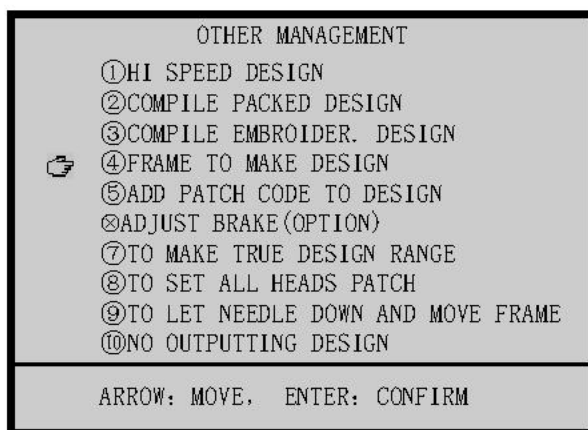 OTHER MANAGEMENT
①HI SPEED DESIGN
②COMPILE PACKED DESIGN
③COMPILE EMBROIDER. DESIGN
④FRAME TO MAKE DESIGN
⑤ADD PATCH CODE TO DESIGN
⊗ADJUST BRAKE(OPTION)
⑦TO MAKE TRUE DESIGN RANGE
⑧TO SET ALL HEADS PATCH
⑨TO LET NEEDLE DOWN AND MOVE FRAME
⑩NO OUTPUTTING DESIGN
ARROW: MOVE, ENTER: CONFIRM